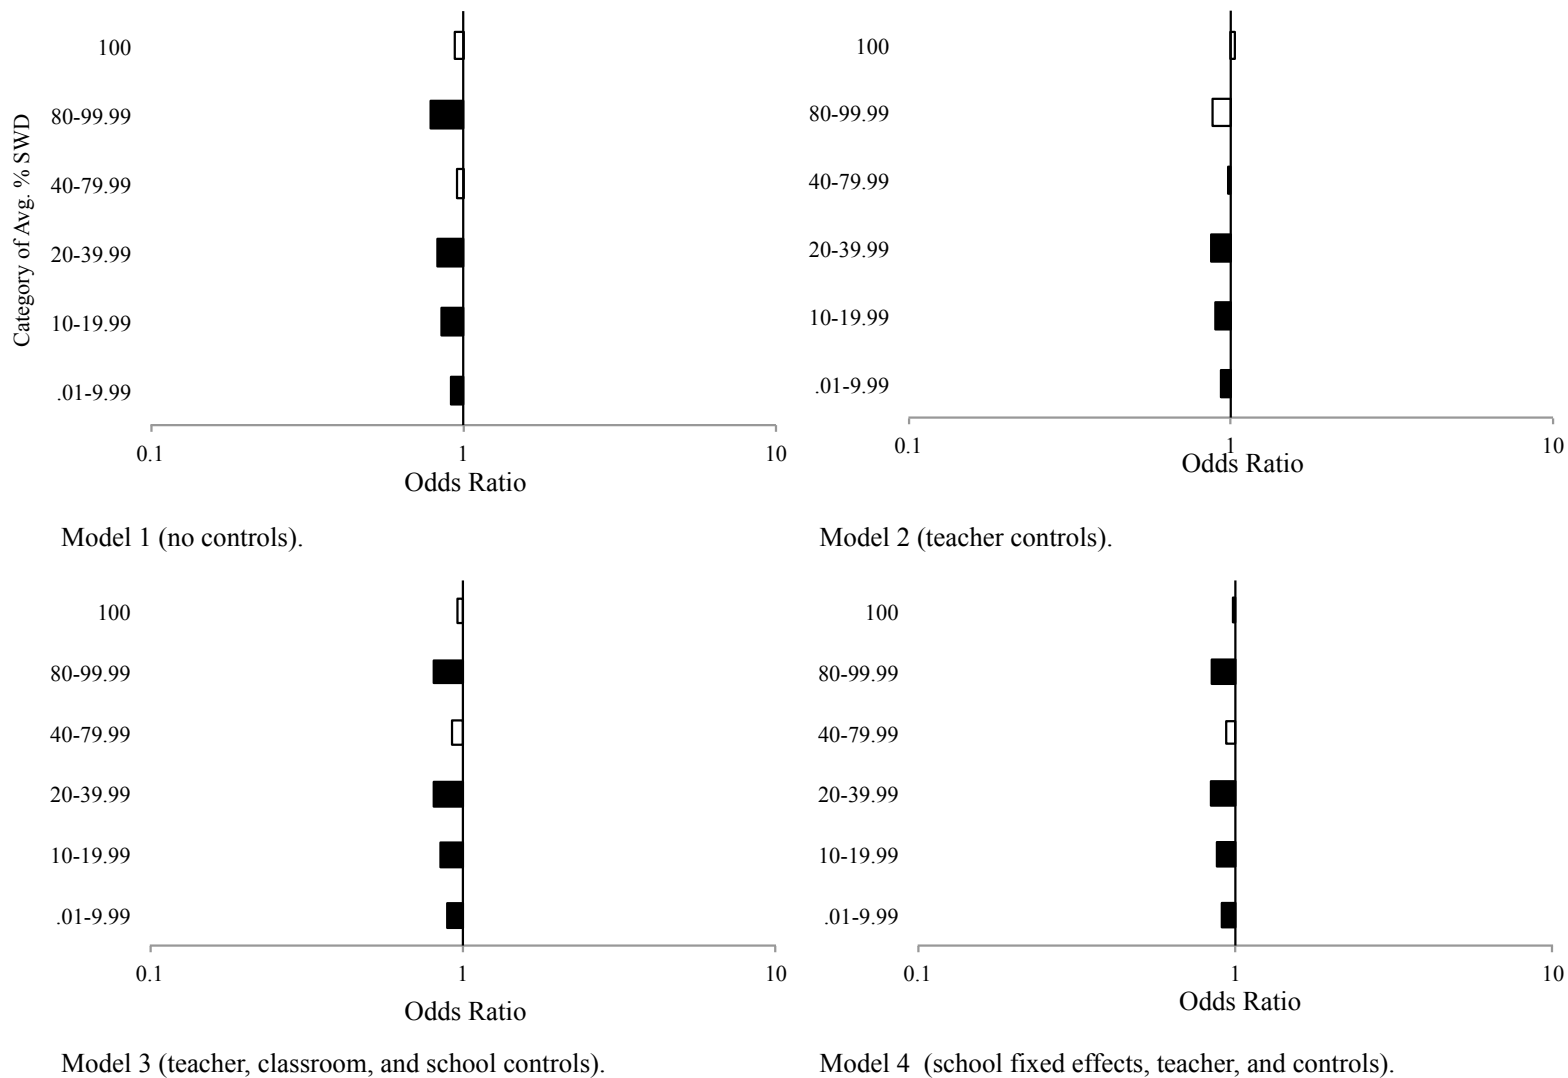 Category of Avg. % SWD
100
80-99.99
40-79.99
20-39.99
10-19.99
.01-9.99
0.1 1 10
Odds Ratio
Model 1 (no controls).
100
80-99.99
40-79.99
20-39.99
10-19.99
.01-9.99
0.1 1 10
Odds Ratio
Model 2 (teacher controls).
100
80-99.99
40-79.99
20-39.99
10-19.99
.01-9.99
0.1 1 10
Odds Ratio
Model 3 (teacher, classroom, and school controls).
100
80-99.99
40-79.99
20-39.99
10-19.99
.01-9.99
0.1 1 10
Odds Ratio
Model 4 (school fixed effects, teacher, and controls).